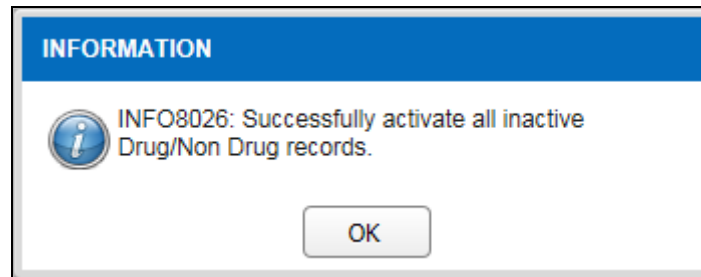 INFORMATION
INFO8026: Successfully activate all inactive
Drug/Non Drug records.
OK